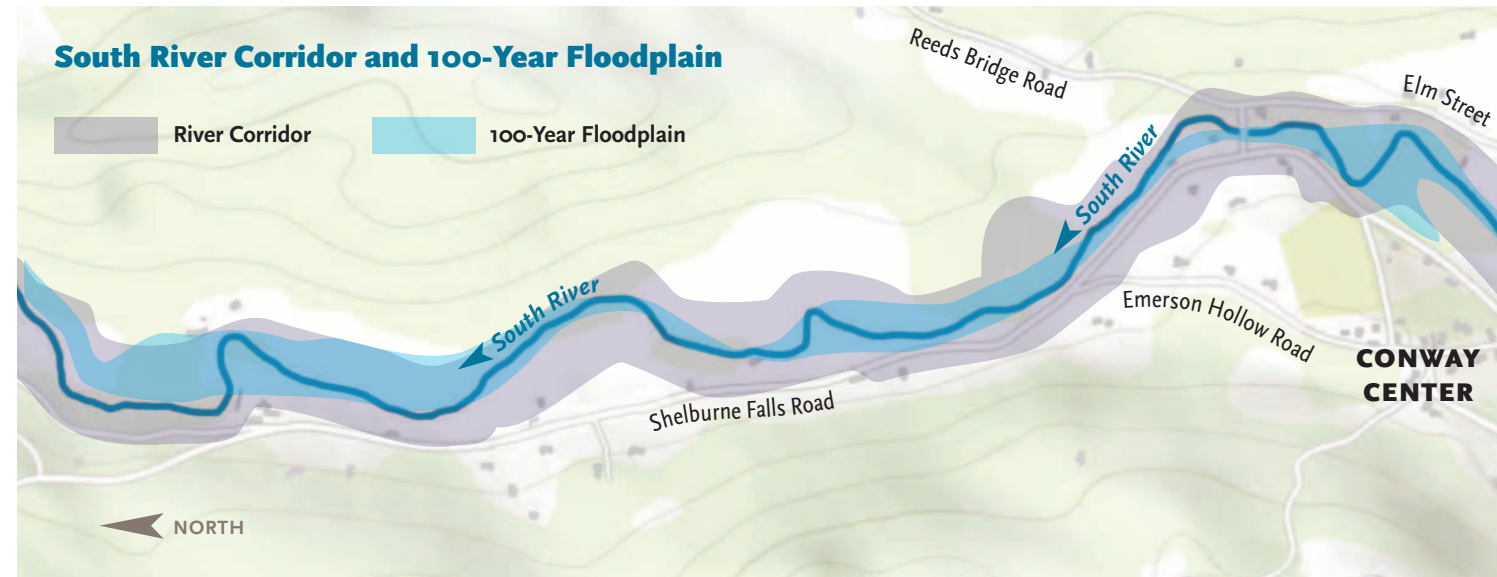 South River Corridor and 100-Year Floodplain
River Corridor
100-Year Floodplain
Reeds Bridge Road
Elm Street
South River
South River
Emerson Hollow Road
CONWAY
CENTER
Shelburne Falls Road
NORTH